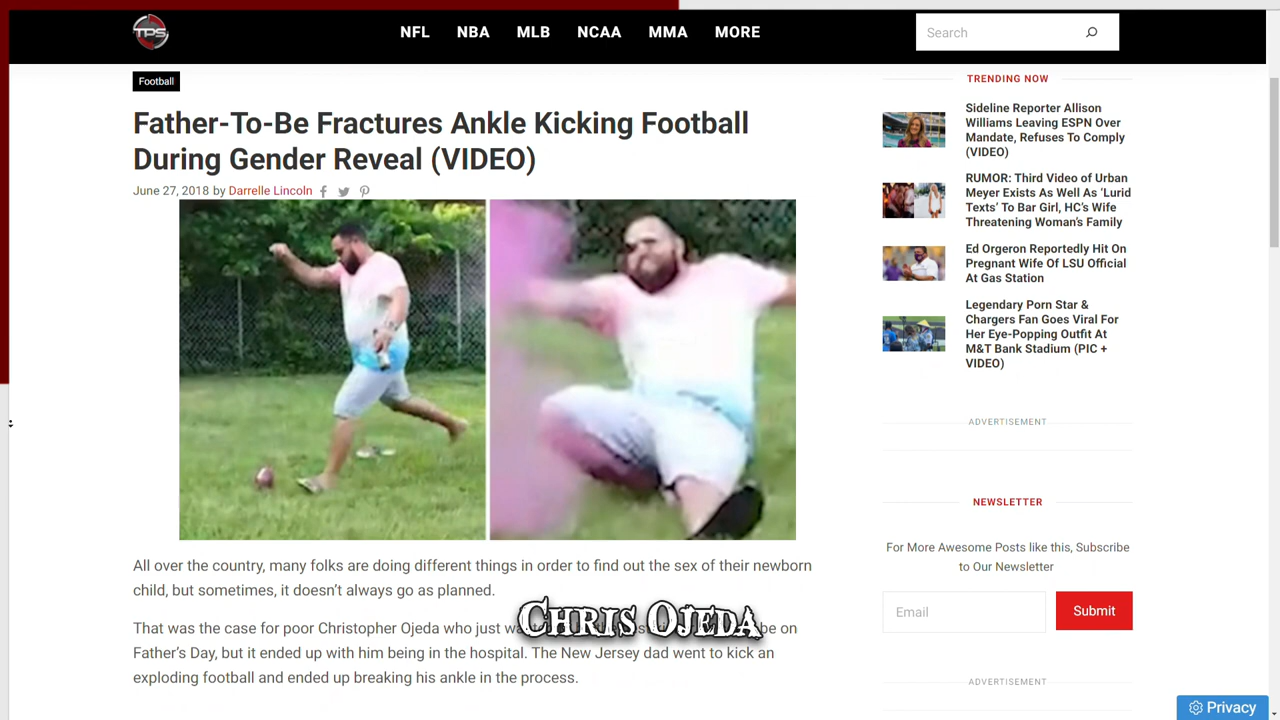 TPS
NFL NBA MLB NCAA MMA MORE
Search
Football
Father-To-Be Fractures Ankle Kicking Football
During Gender Reveal (VIDEO)
June 27, 2018 by Darrelle Lincoln
All over the country, many folks are doing different things in order to find out the sex of their newborn
child, but sometimes, it doesn't always go as planned.
That was the case for poor Christopher Ojeda who just be on
CHRIS OJEDA
Father's Day, but it ended up with him being in the hospital. The New Jersey dad went to kick an
exploding football and ended up breaking his ankle in the process.
TRENDING NOW
Sideline Reporter Allison
Williams Leaving ESPN Over
Mandate, Refuses To Comply
(VIDEO)
RUMOR: Third Video of Urban
Meyer Exists As Well As ‘Lurid
Texts’ To Bar Girl, HC’s Wife
Threatening Woman’s Family
Ed Orgeron Reportedly Hit On
Pregnant Wife Of LSU Official
At Gas Station
Legendary Porn Star &
Chargers Fan Goes Viral For
Her Eye-Popping Outfit At
M&T Bank Stadium (PIC +
VIDEO)
ADVERTISEMENT
NEWSLETTER
For More Awesome Posts like this, Subscribe
to Our Newsletter
Email
Submit
ADVERTISEMENT
Privacy